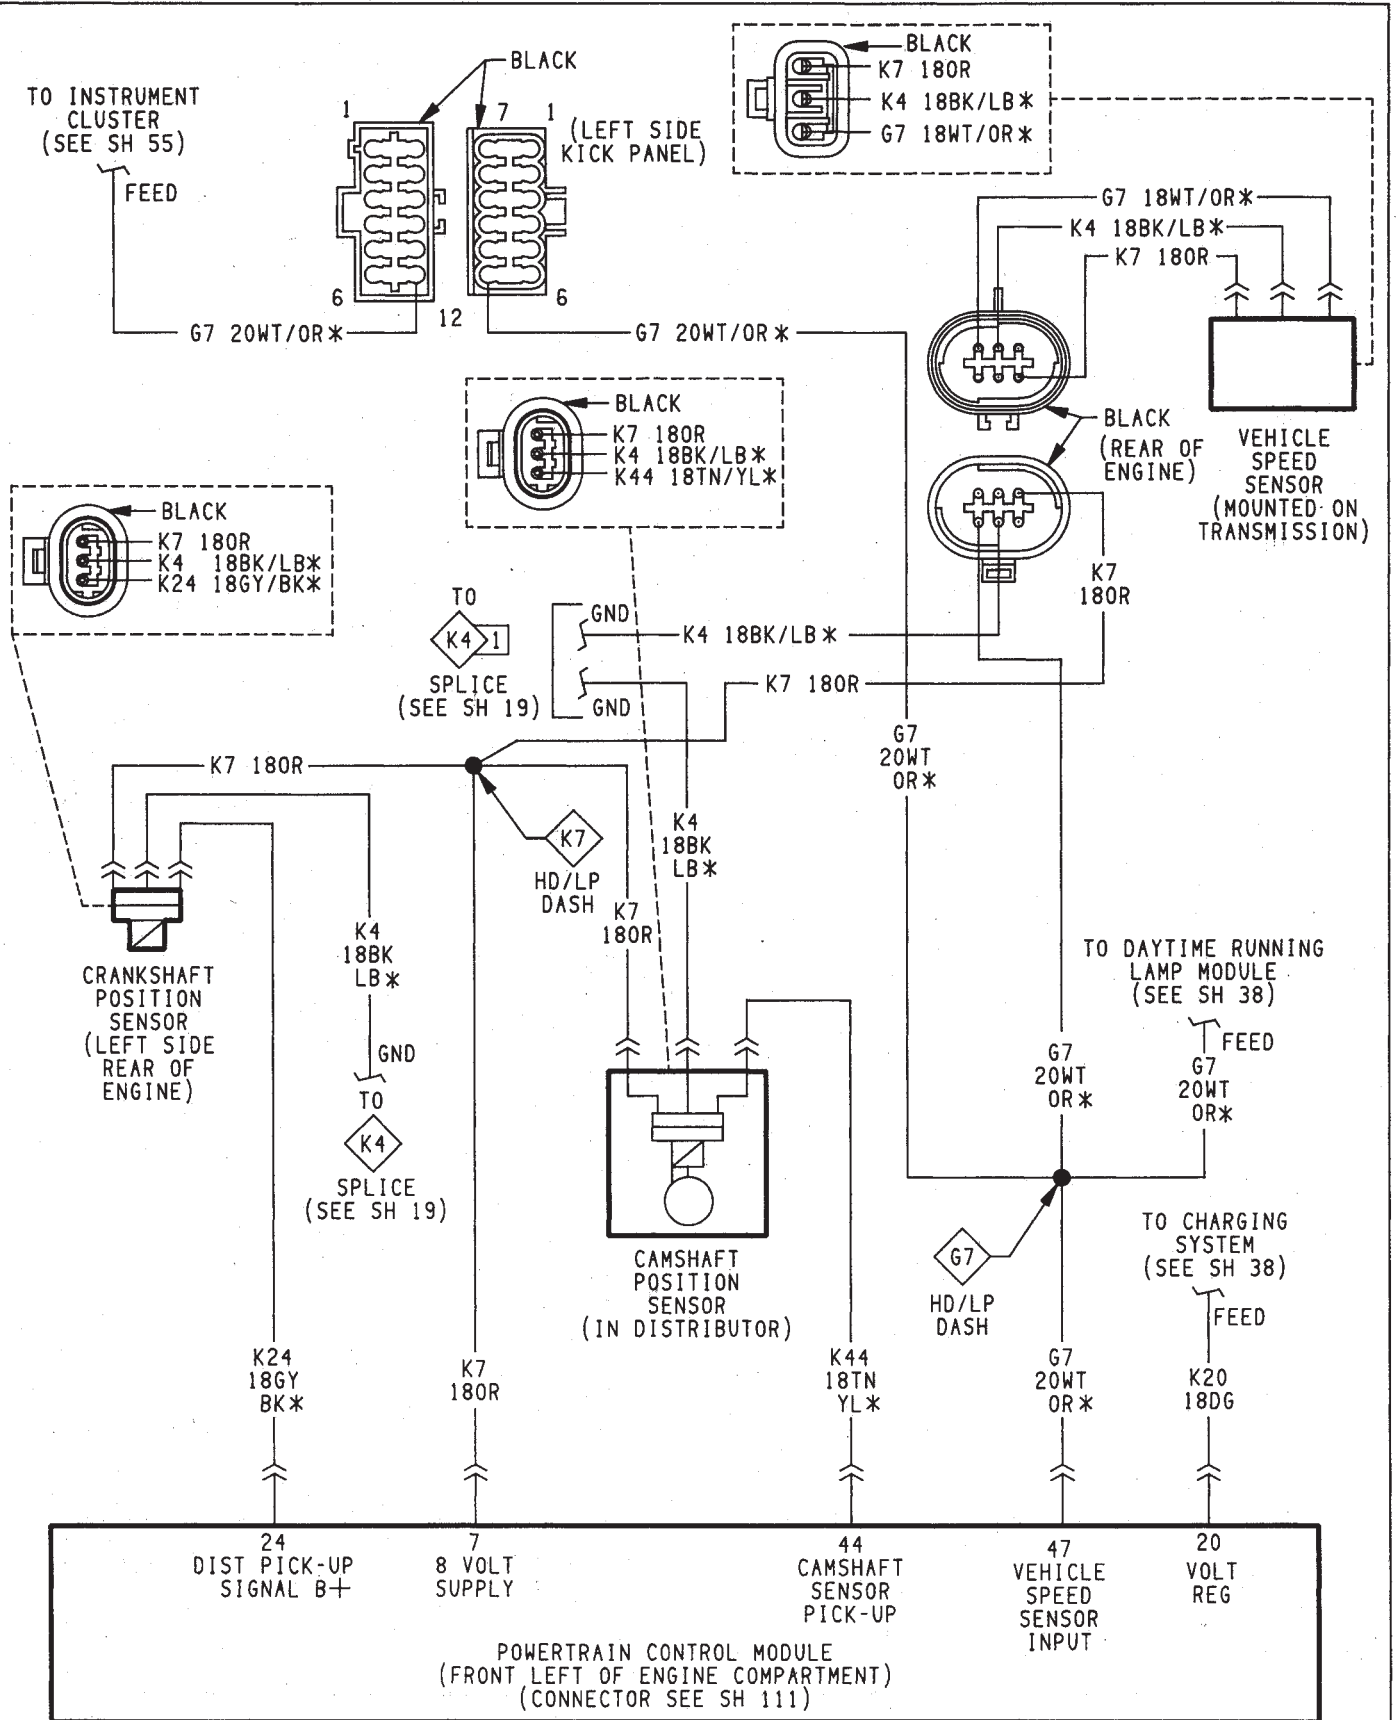 BLACK
K7 18OR
K4 18BK/LB*
G7 18WT/OR*
BLACK
TO INSTRUMENT
CLUSTER
(SEE SH 55)
FEED
1
7
1
(LEFT SIDE
KICK PANEL)
6
12
6
G7 20WT/OR*
G7 20WT/OR*
G7 18WT/OR*
K4 18BK/LB*
K7 18OR
BLACK
(REAR OF
ENGINE)
VEHICLE
SPEED
SENSOR
(MOUNTED ON
TRANSMISSION)
BLACK
K7 18OR
K4 18BK/LB*
K44 18TN/YL*
BLACK
K7 18OR
K4 18BK/LB*
K24 18GY/BK*
K7
18OR
TO
K4 1
SPLICE
(SEE SH 19)
GND
K4 18BK/LB*
GND
K7 18OR
G7
20WT
OR*
K7 18OR
K7
HD/LP
DASH
K4
18BK
LB*
K7
18OR
K4
18BK
LB*
CRANKSHAFT
POSITION
SENSOR
(LEFT SIDE
REAR OF
ENGINE)
GND
TO
K4
SPLICE
(SEE SH 19)
TO DAYTIME RUNNING
LAMP MODULE
(SEE SH 38)
FEED
G7
20WT
OR*
G7
20WT
OR*
CAMSHAFT
POSITION
SENSOR
(IN DISTRIBUTOR)
G7
HD/LP
DASH
TO CHARGING
SYSTEM
(SEE SH 38)
FEED
K24
18GY
BK*
K7
18OR
K44
18TN
YL*
G7
20WT
OR*
K20
18DG
24
DIST PICK-UP
SIGNAL B+
7
8 VOLT
SUPPLY
44
CAMSHAFT
SENSOR
PICK-UP
47
VEHICLE
SPEED
SENSOR
INPUT
20
VOLT
REG
POWERTRAIN CONTROL MODULE
(FRONT LEFT OF ENGINE COMPARTMENT)
(CONNECTOR SEE SH 111)